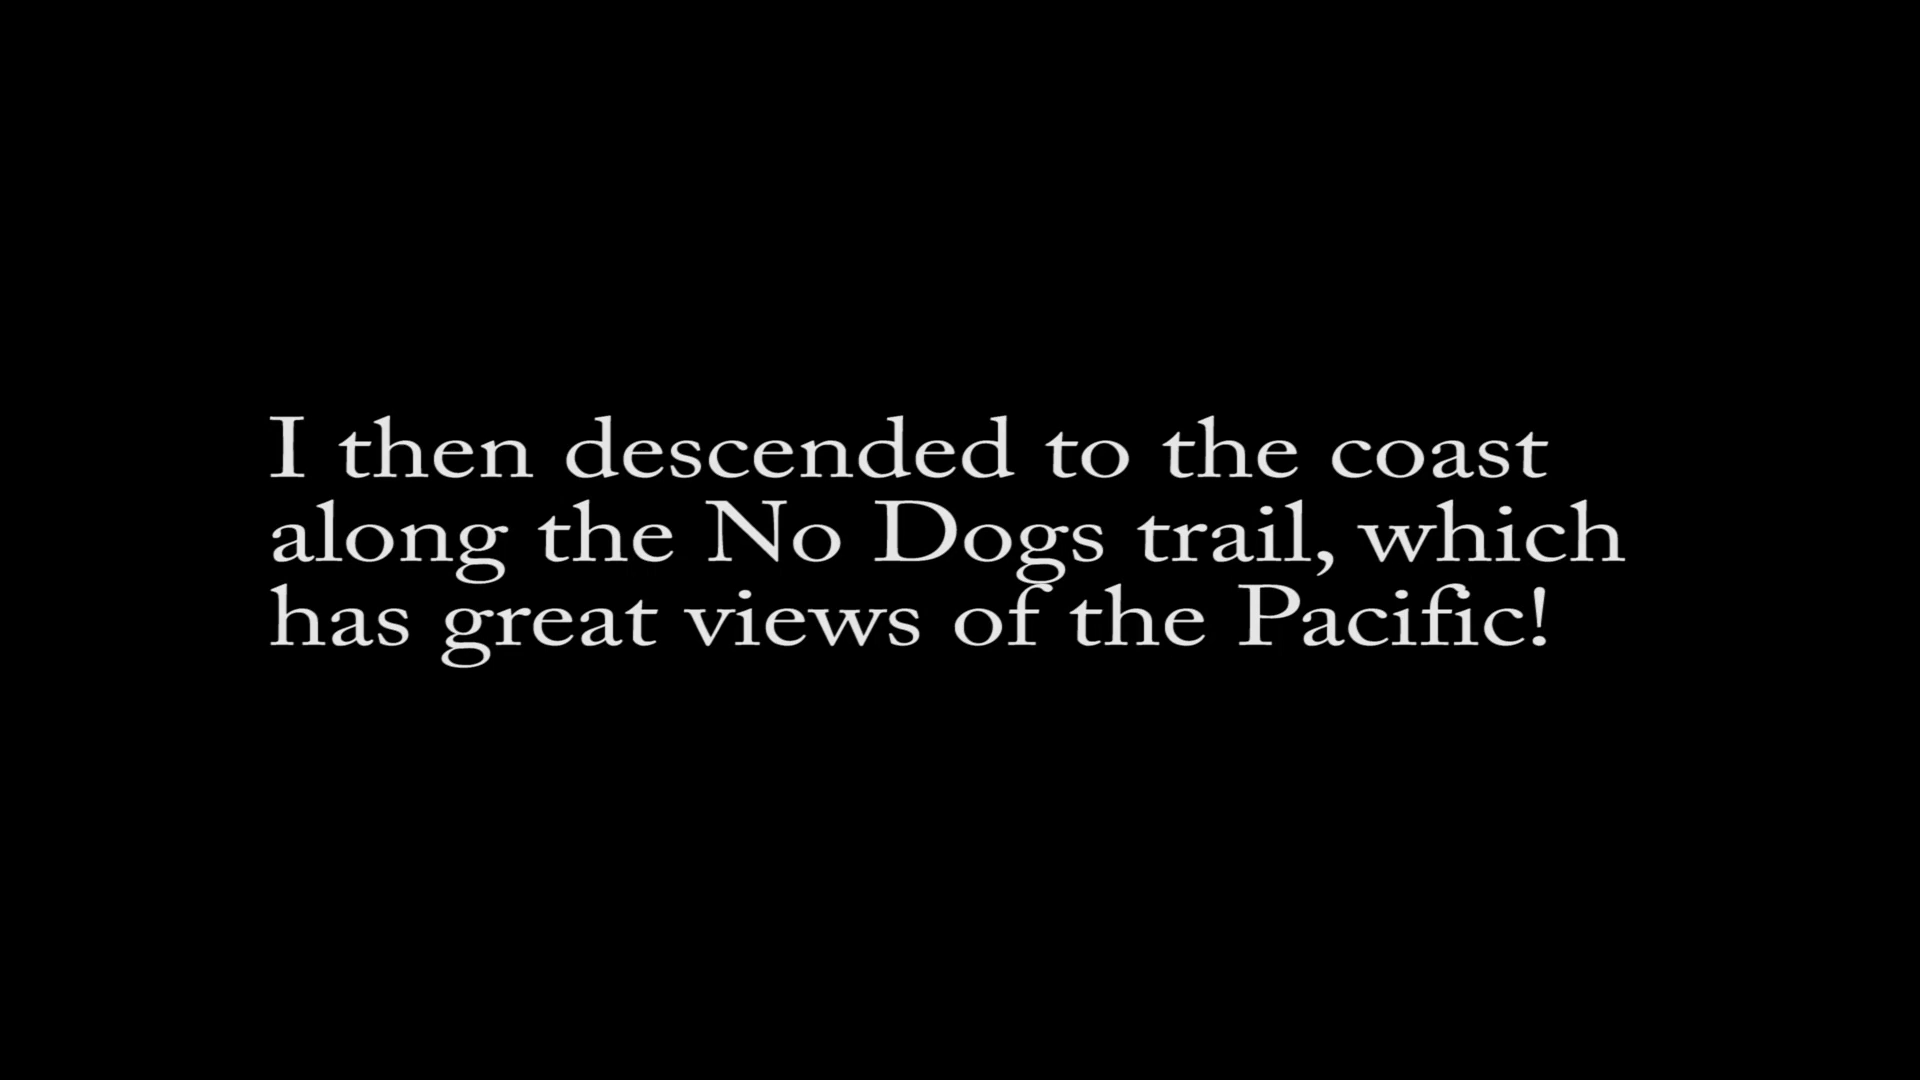 I then descended to the coast
along the No Dogs trail, which
has great views of the Pacific!